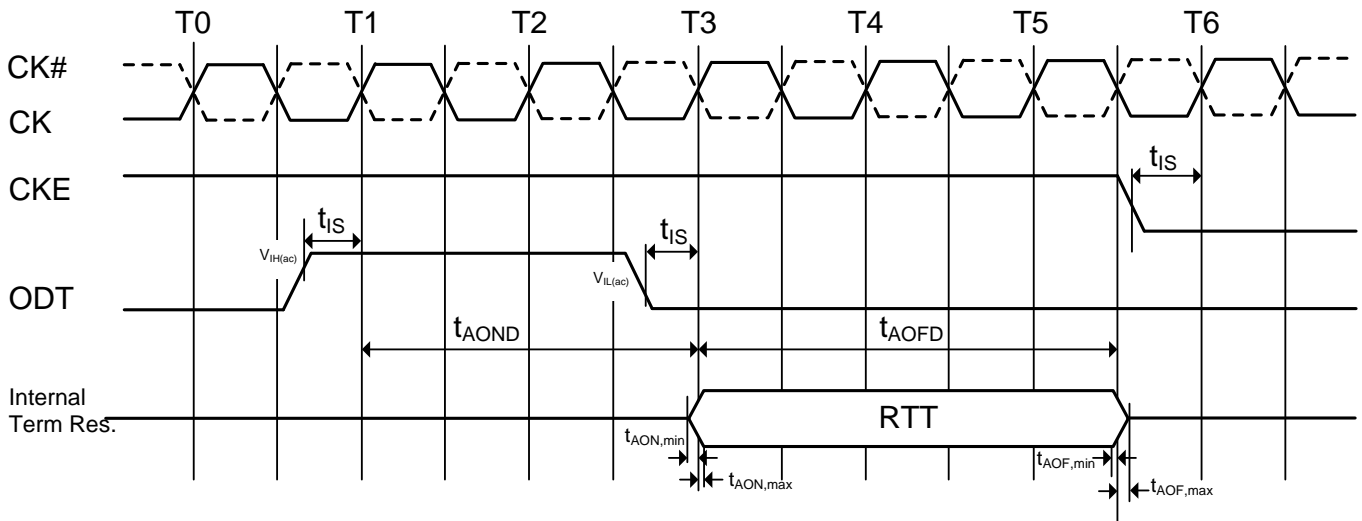 T0 T1 T2 T3 T4 T5 T6
CK#
CK
CKE
tIS
tIS
tIS
VIH(ac)
VIL(ac)
ODT
tAOND
tAOFD
Internal
Term Res.
RTT
tAON,min
tAOF,min
tAON,max
tAOF,max